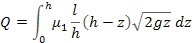 Q = ∫₀ʰ μ₁ l/h (h − z) √2gz dz